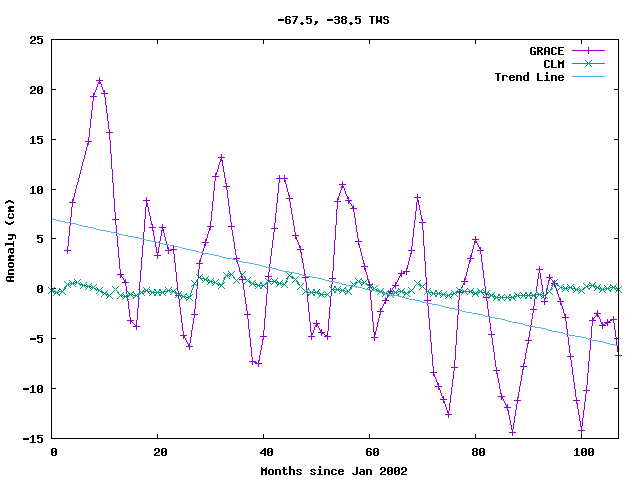 -67.5, -38.5 TWS
GRACE
CLM
Trend Line
Anomaly (cm)
25
20
15
10
5
0
-5
-10
-15
0 20 40 60 80 100
Months since Jan 2002